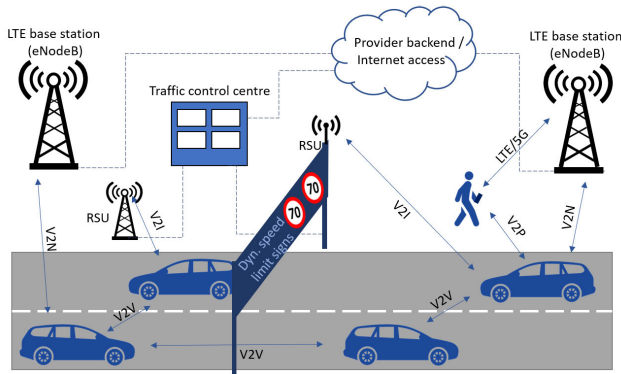 LTE base station
(eNodeB)
Provider backend /
Internet access
LTE base station
(eNodeB)
Traffic control centre
RSU
LTE/5G
RSU
V2I
70
70
Dyn. speed
limit signs
V2I
V2P
V2N
V2N
V2V
V2V
V2V